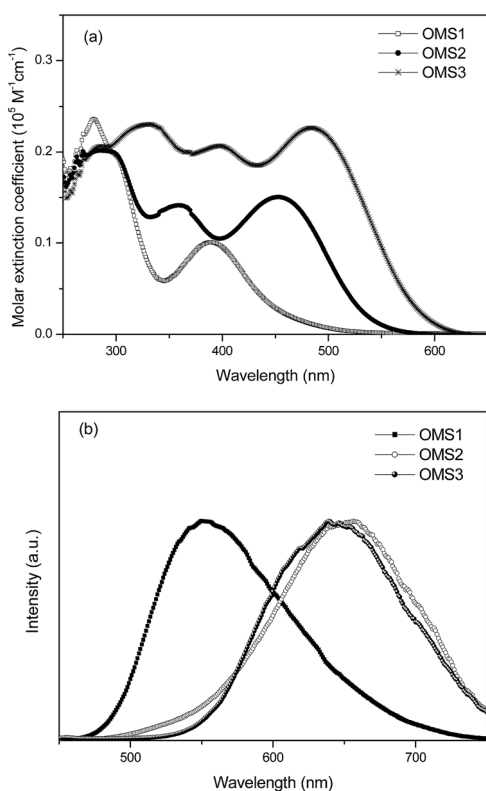 (a)
OMS1
OMS2
OMS3
Molar extinction coefficient (10⁵ M⁻¹cm⁻¹)
0.3
0.2
0.1
0.0
300 400 500 600
Wavelength (nm)
(b)
OMS1
OMS2
OMS3
Intensity (a.u.)
500 600 700
Wavelength (nm)